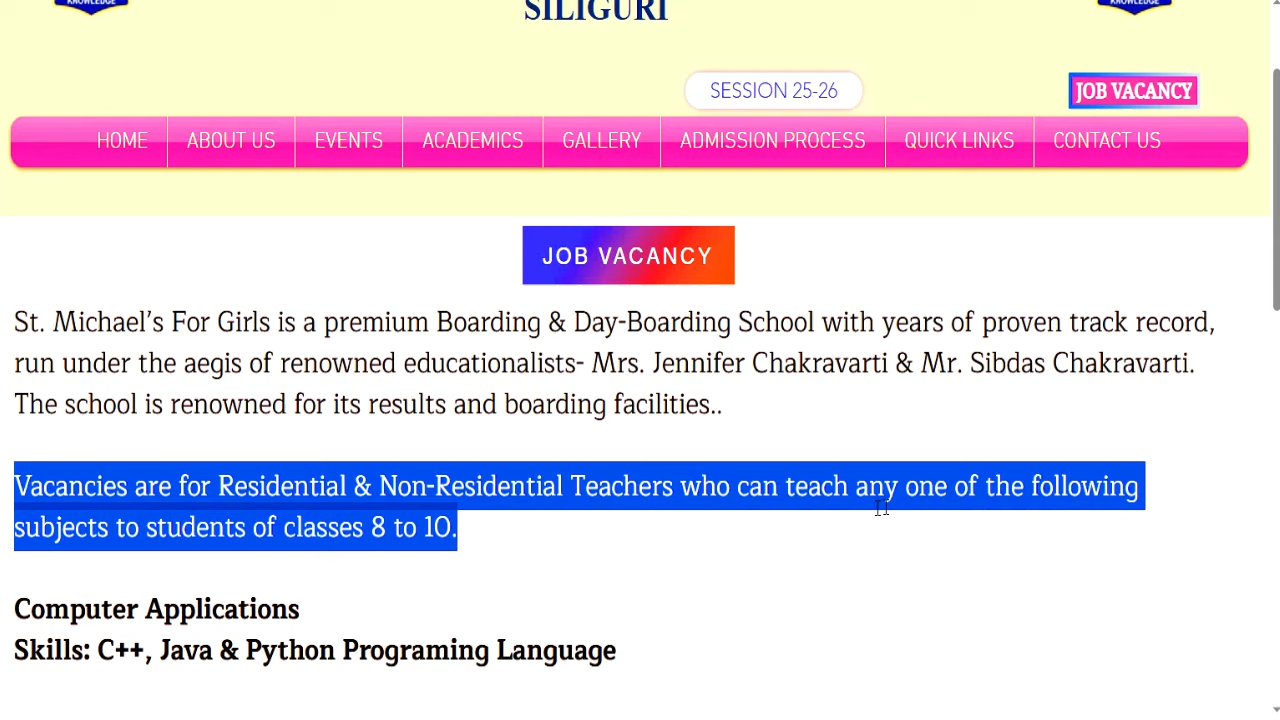 KNOWLEDGE
SILIGURI
KNOWLEDGE
SESSION 25-26
JOB VACANCY
HOME
ABOUT US
EVENTS
ACADEMICS
GALLERY
ADMISSION PROCESS
QUICK LINKS
CONTACT US
JOB VACANCY
St. Michael’s For Girls is a premium Boarding & Day-Boarding School with years of proven track record,
run under the aegis of renowned educationalists- Mrs. Jennifer Chakravarti & Mr. Sibdas Chakravarti.
The school is renowned for its results and boarding facilities..
Vacancies are for Residential & Non-Residential Teachers who can teach any one of the following
subjects to students of classes 8 to 10.
Computer Applications
Skills: C++, Java & Python Programing Language